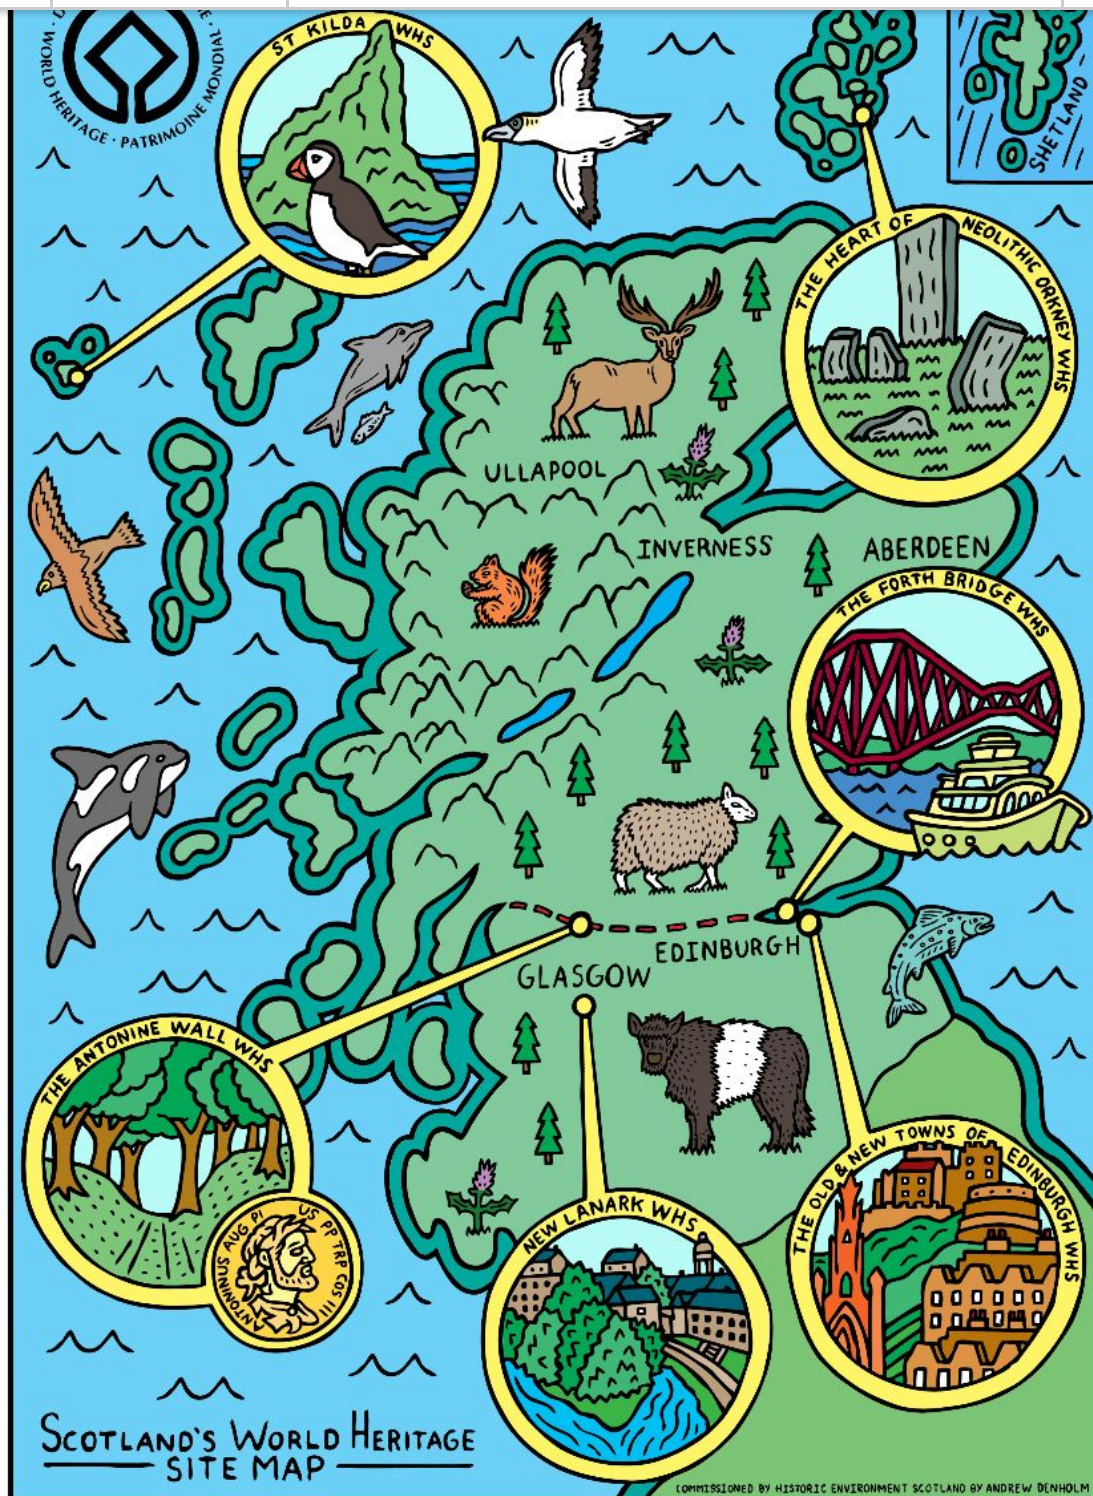 WORLD HERITAGE · PATRIMOINE MONDIAL ·
ST KILDA WHS
SHETLAND
THE HEART OF NEOLITHIC ORKNEY WHS
ULLAPOOL
INVERNESS
ABERDEEN
THE FORTH BRIDGE WHS
EDINBURGH
GLASGOW
THE ANTONINE WALL WHS
ANTONINUS AUG PI US PP TRP COS III
NEW LANARK WHS
THE OLD & NEW TOWNS OF EDINBURGH WHS
SCOTLAND'S WORLD HERITAGE
SITE MAP
COMMISSIONED BY HISTORIC ENVIRONMENT SCOTLAND BY ANDREW DENHOLM